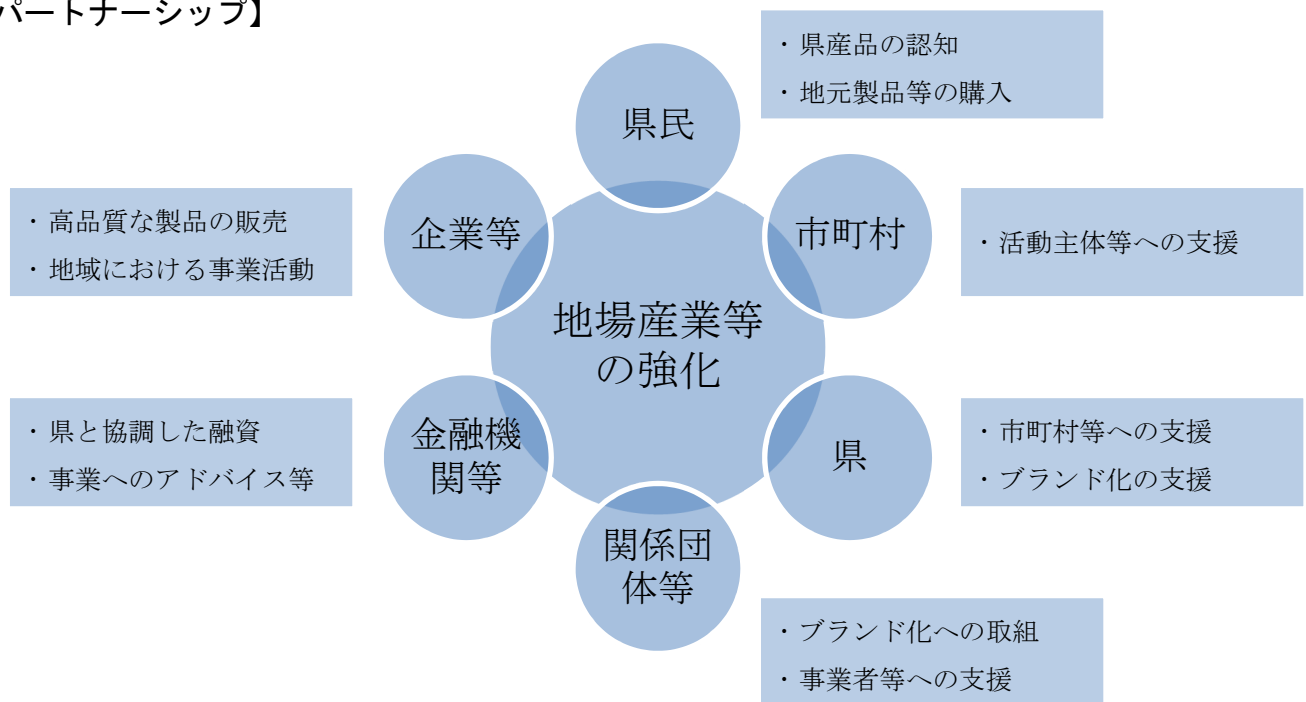 パートナーシップ】
・県産品の認知
・地元製品等の購入
県民
企業等
・高品質な製品の販売
・地域における事業活動
市町村
・活動主体等への支援
地場産業等
の強化
金融機
関等
・県と協調した融資
・事業へのアドバイス等
県
・市町村等への支援
・ブランド化の支援
関係団
体等
・ブランド化への取組
・事業者等への支援